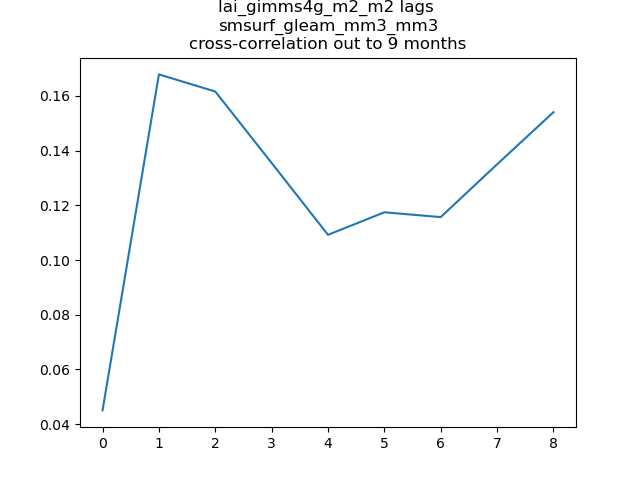 lai_gimms4g_m2_m2 lags
smsurf_gleam_mm3_mm3
cross-correlation out to 9 months
0.16
0.14
0.12
0.10
0.08
0.06
0.04
0 1 2 3 4 5 6 7 8